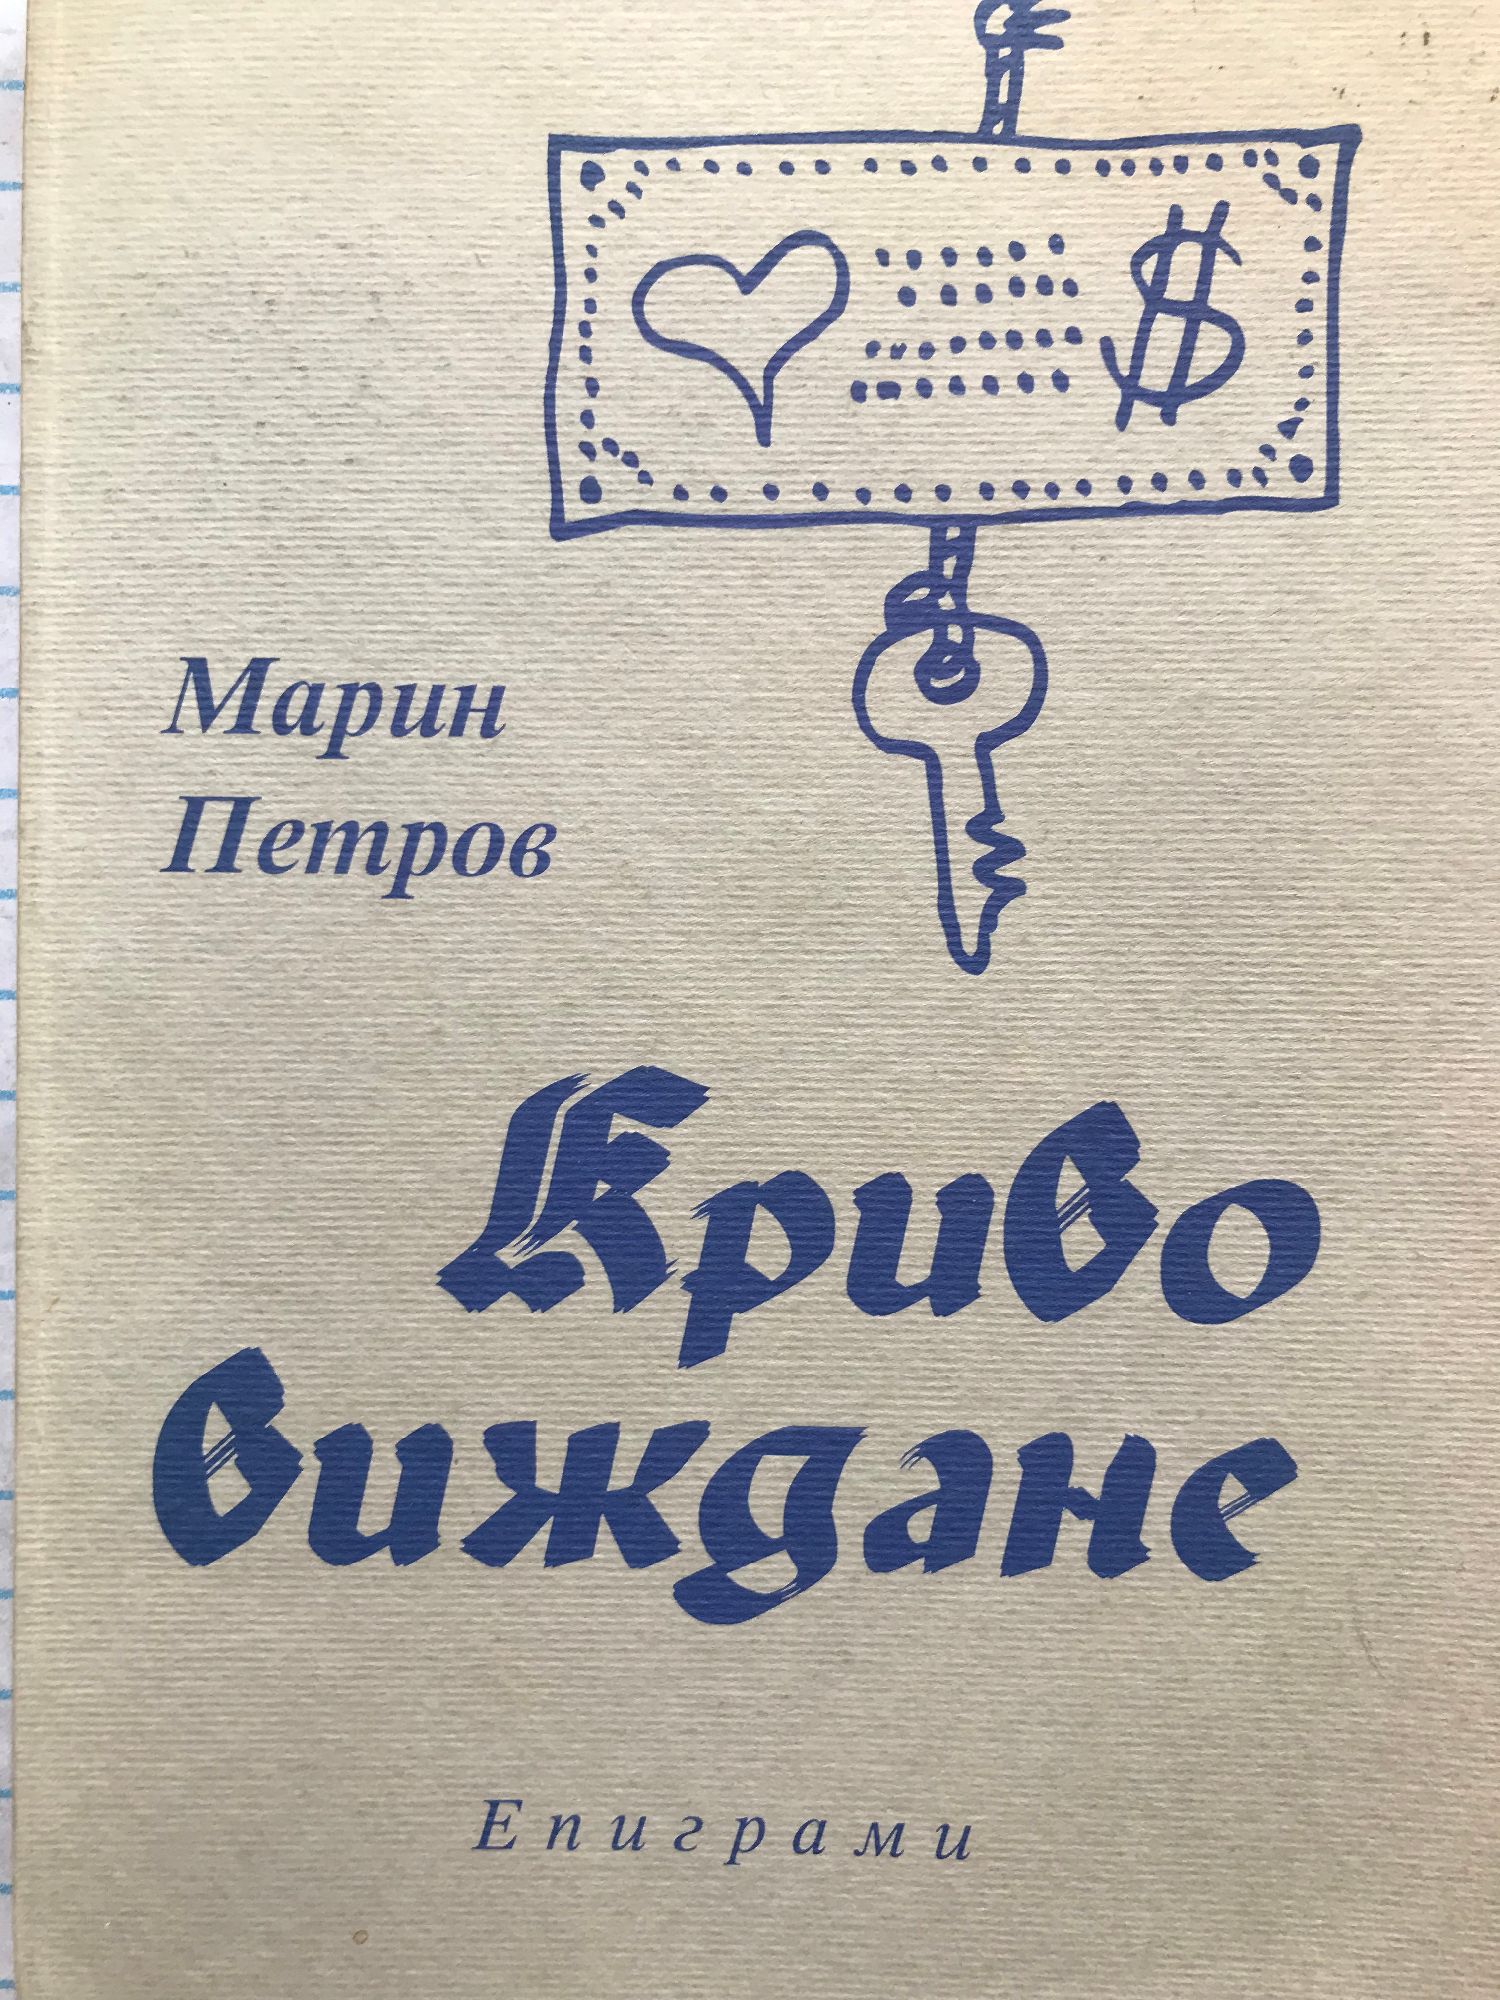 $
Марин
Петров
Криво
виждане
Епиграми